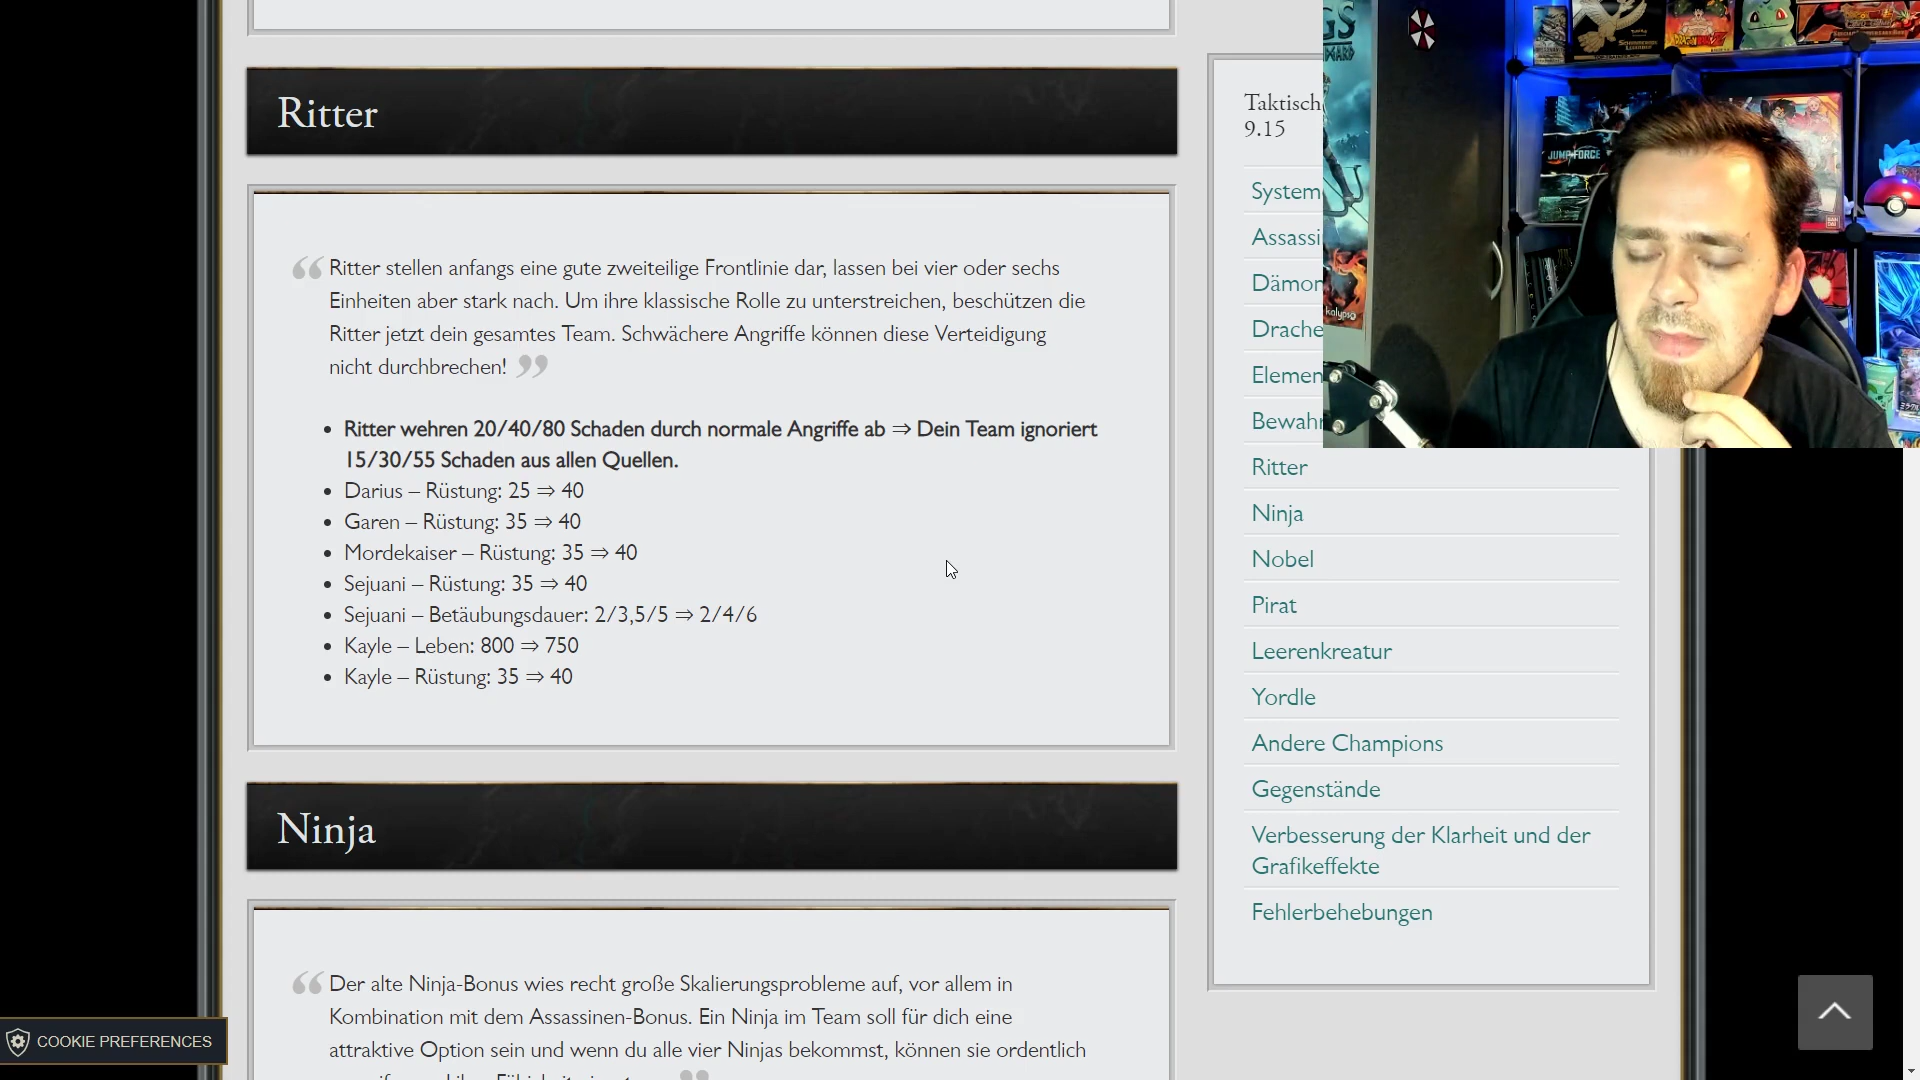 Ritter
Ritter stellen anfangs eine gute zweiteilige Frontlinie dar, lassen bei vier oder sechs
Einheiten aber stark nach. Um ihre klassische Rolle zu unterstreichen, beschützen die
Ritter jetzt dein gesamtes Team. Schwächere Angriffe können diese Verteidigung
nicht durchbrechen!
• Ritter wehren 20/40/80 Schaden durch normale Angriffe ab ⇒ Dein Team ignoriert
15/30/55 Schaden aus allen Quellen.
• Darius – Rüstung: 25 ⇒ 40
• Garen – Rüstung: 35 ⇒ 40
• Mordekaiser – Rüstung: 35 ⇒ 40
• Sejuani – Rüstung: 35 ⇒ 40
• Sejuani – Betäubungsdauer: 2/3,5/5 ⇒ 2/4/6
• Kayle – Leben: 800 ⇒ 750
• Kayle – Rüstung: 35 ⇒ 40
Ninja
Der alte Ninja-Bonus wies recht große Skalierungsprobleme auf, vor allem in
Kombination mit dem Assassinen-Bonus. Ein Ninja im Team soll für dich eine
attraktive Option sein und wenn du alle vier Ninjas bekommst, können sie ordentlich
COOKIE PREFERENCES
Taktisch
9.15
System
Assassi
Dämon
Drache
Elemen
Bewahr
Ritter
Ninja
Nobel
Pirat
Leerenkreatur
Yordle
Andere Champions
Gegenstände
Verbesserung der Klarheit und der
Grafikeffekte
Fehlerbehebungen
JUMP FORCE
kalypso